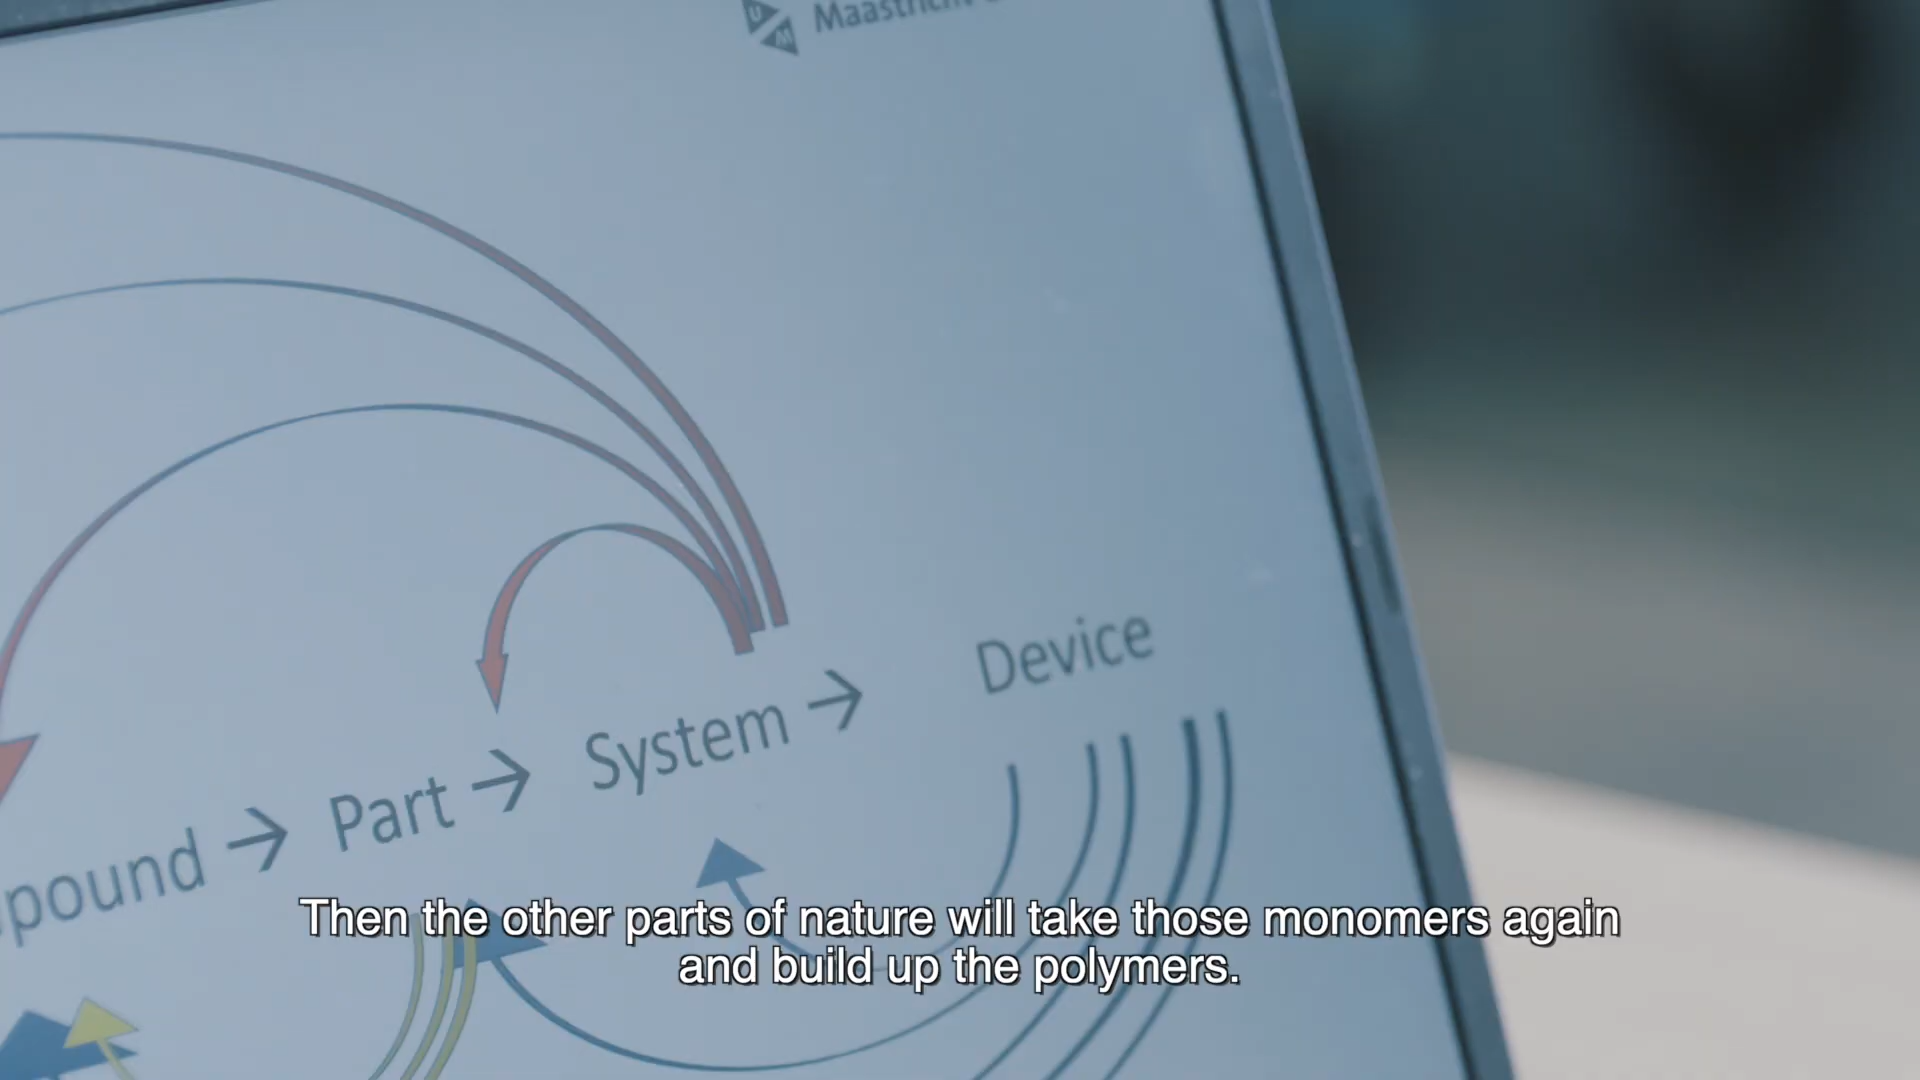 Maastricht
Device
System →
Part →
pound →
Then the other parts of nature will take those monomers again
and build up the polymers.